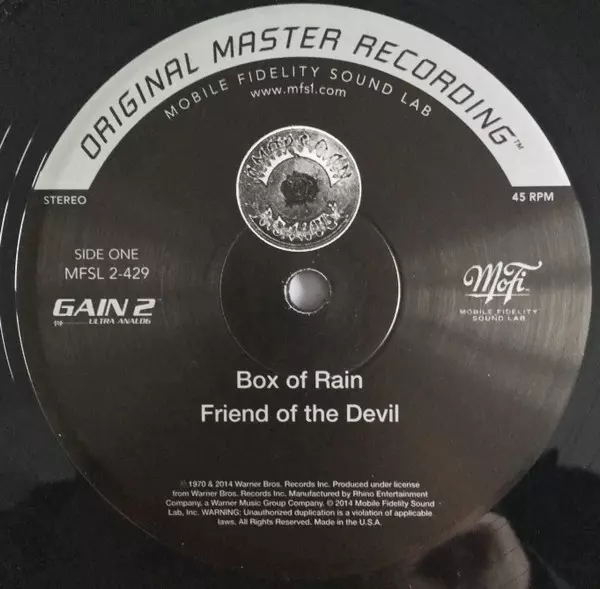 ORIGINAL MASTER RECORDING™
MOBILE FIDELITY SOUND LAB
www.mfsl.com
AMERICAN
BEAUTY
STEREO
45 RPM
SIDE ONE
MFSL 2-429
GAIN 2™
ULTRA ANALOG
MoFi
MOBILE FIDELITY
SOUND LAB
Box of Rain
Friend of the Devil
℗ 1970 & 2014 Warner Bros. Records Inc. Produced under license
from Warner Bros. Records Inc. Manufactured by Rhino Entertainment
Company, a Warner Music Group Company. © 2014 Mobile Fidelity Sound
Lab, Inc. WARNING: Unauthorized duplication is a violation of applicable
laws. All Rights Reserved. Made in the U.S.A.